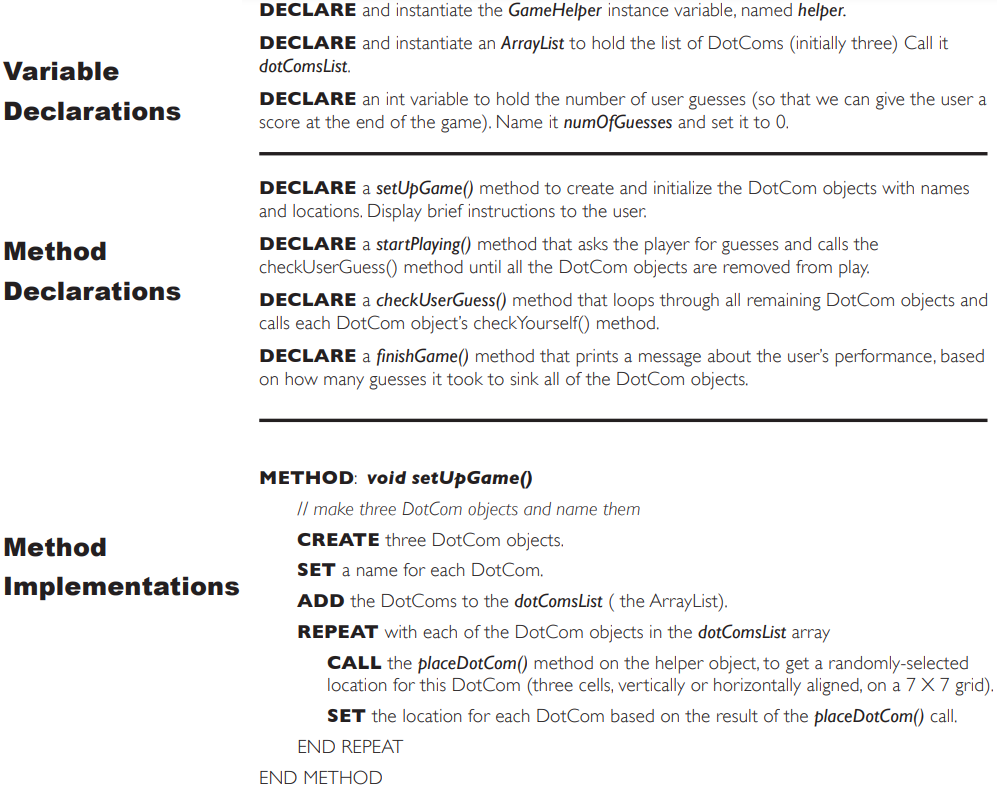 DECLARE and instantiate the GameHelper instance variable, named helper.
DECLARE and instantiate an ArrayList to hold the list of DotComs (initially three) Call it
dotComsList.
Variable
Declarations
DECLARE an int variable to hold the number of user guesses (so that we can give the user a
score at the end of the game). Name it numOfGuesses and set it to 0.
DECLARE a setUpGame() method to create and initialize the DotCom objects with names
and locations. Display brief instructions to the user.
Method
Declarations
DECLARE a startPlaying() method that asks the player for guesses and calls the
checkUserGuess() method until all the DotCom objects are removed from play.
DECLARE a checkUserGuess() method that loops through all remaining DotCom objects and
calls each DotCom object's checkYourself() method.
DECLARE a finishGame() method that prints a message about the user's performance, based
on how many guesses it took to sink all of the DotCom objects.
Method
Implementations
METHOD: void setUpGame()
// make three DotCom objects and name them
CREATE three DotCom objects.
SET a name for each DotCom.
ADD the DotComs to the dotComsList ( the ArrayList).
REPEAT with each of the DotCom objects in the dotComsList array
CALL the placeDotCom() method on the helper object, to get a randomly-selected
location for this DotCom (three cells, vertically or horizontally aligned, on a 7 X 7 grid).
SET the location for each DotCom based on the result of the placeDotCom() call.
END REPEAT
END METHOD